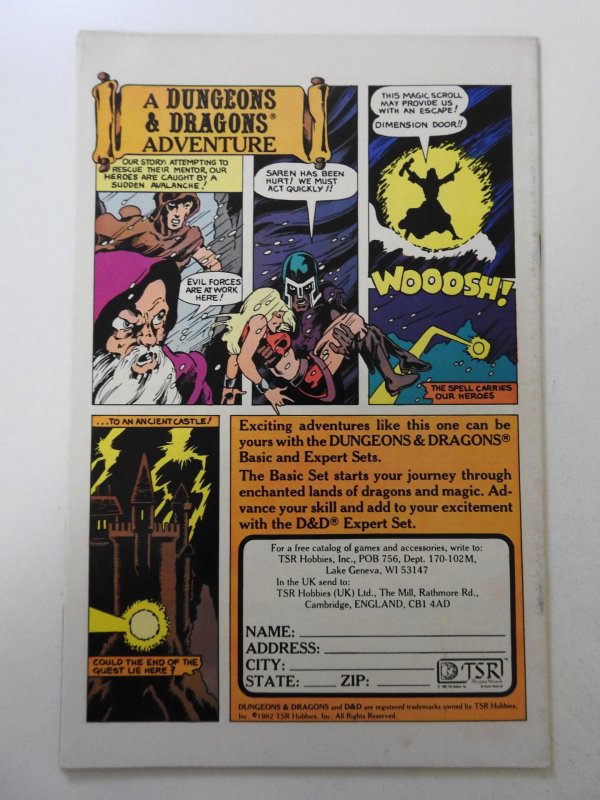 A DUNGEONS
& DRAGONS®
ADVENTURE
OUR STORY: ATTEMPTING TO
RESCUE THEIR MENTOR, OUR
HEROES ARE CAUGHT BY A
SUDDEN AVALANCHE!
EVIL FORCES
ARE AT WORK
HERE!
SAREN HAS BEEN
HURT! WE MUST
ACT QUICKLY!!
THIS MAGIC SCROLL
MAY PROVIDE US
WITH AN ESCAPE!
DIMENSION DOOR!!
WOOOSH!
THE SPELL CARRIES
OUR HEROES
...TO AN ANCIENT CASTLE!
COULD THE END OF THE
QUEST LIE HERE?
Exciting adventures like this one can be
yours with the DUNGEONS & DRAGONS®
Basic and Expert Sets.
The Basic Set starts your journey through
enchanted lands of dragons and magic. Ad-
vance your skill and add to your excitement
with the D&D® Expert Set.
For a free catalog of games and accessories, write to:
TSR Hobbies, Inc., POB 756, Dept. 170-102M,
Lake Geneva, WI 53147
In the UK send to:
TSR Hobbies (UK) Ltd., The Mill, Rathmore Rd.,
Cambridge, ENGLAND, CB1 4AD
NAME:
ADDRESS:
CITY:
STATE: ZIP:
TSR™
DUNGEONS & DRAGONS and D&D are registered trademarks owned by TSR Hobbies,
Inc. ©1982 TSR Hobbies, Inc. All Rights Reserved.